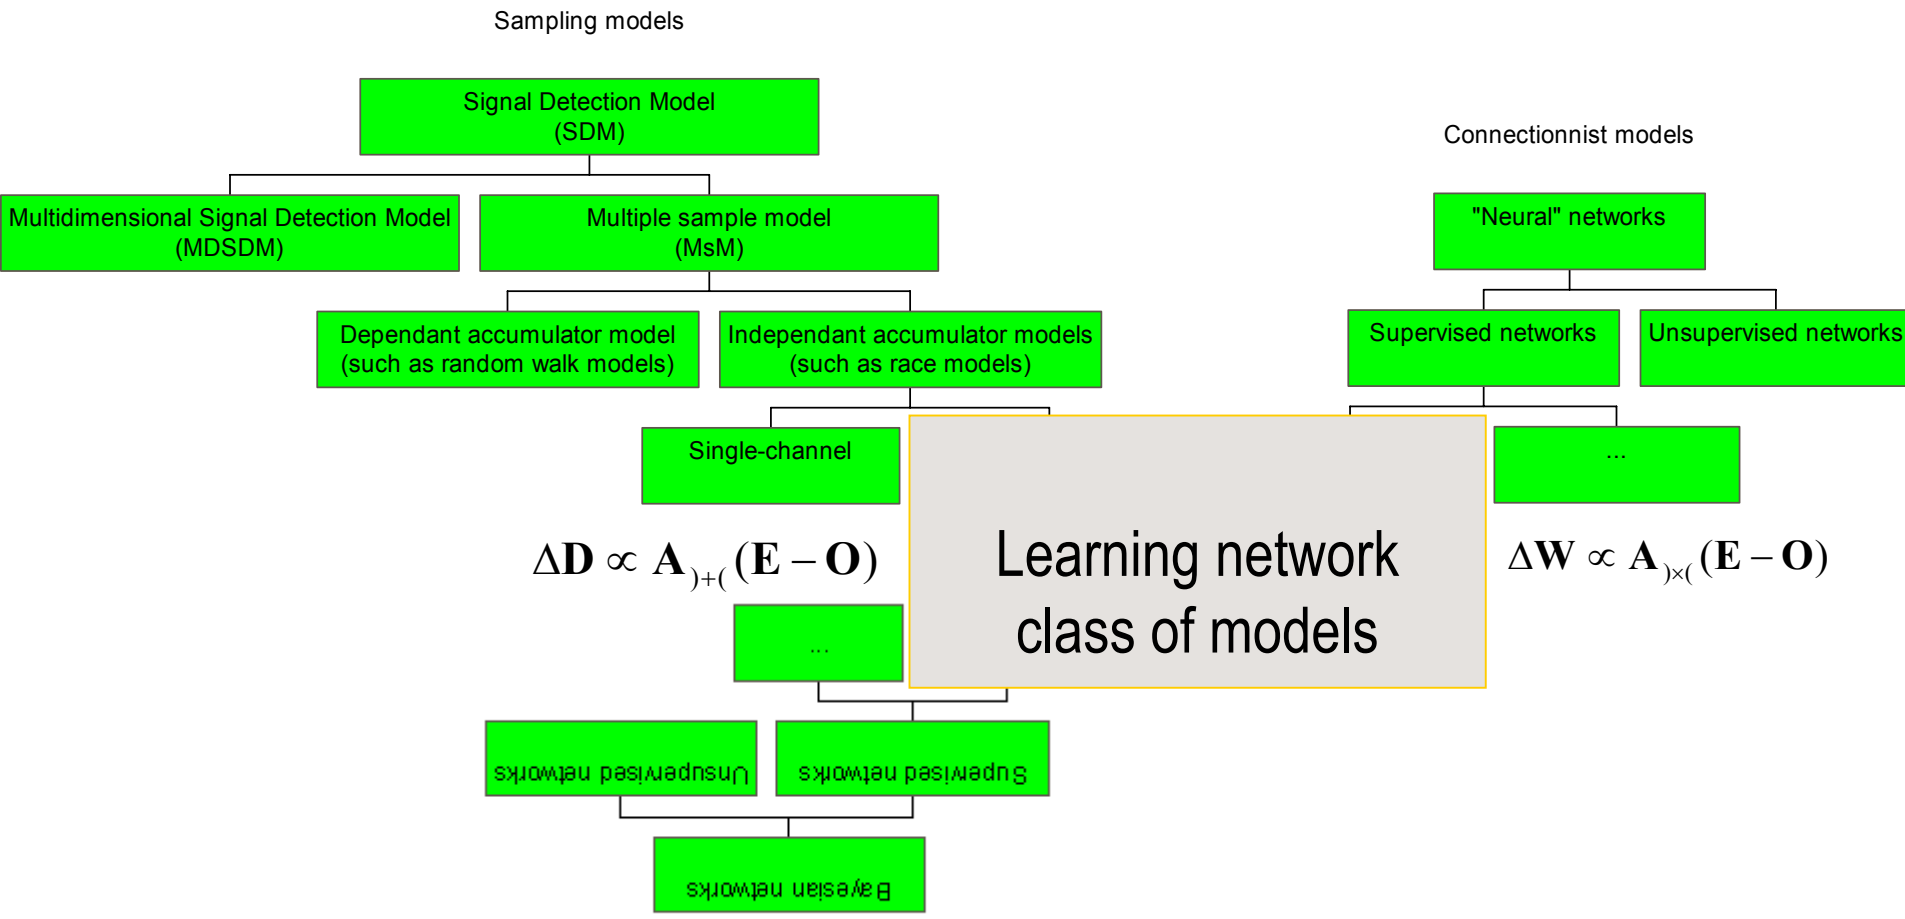 Sampling models
Signal Detection Model
(SDM)
Connectionnist models
Multidimensional Signal Detection Model
(MDSDM)
Multiple sample model
(MsM)
"Neural" networks
Dependant accumulator model
(such as random walk models)
Independant accumulator models
(such as race models)
Supervised networks
Unsupervised networks
Single-channel
...
ΔD ∝ A )+( (E – O)
Learning network
class of models
ΔW ∝ A )×( (E – O)
...
Unsupervised networks
Supervised networks
Bayesian networks